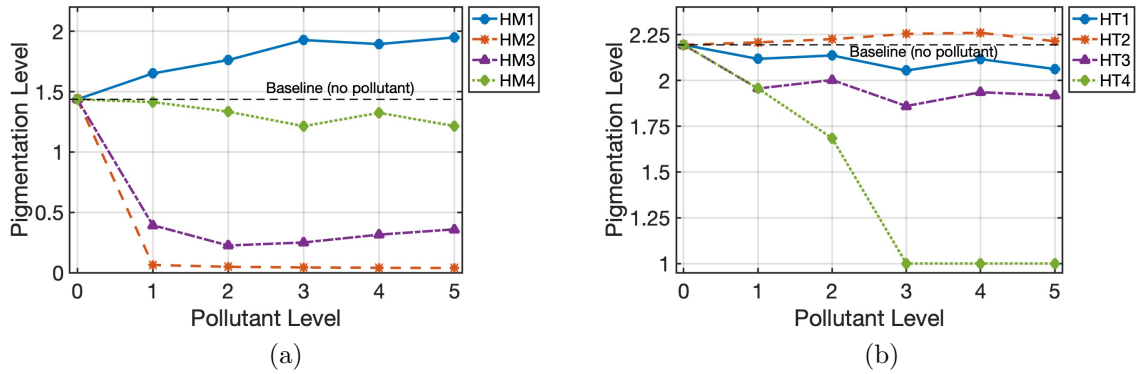 Pigmentation Level
2
1.5
1
0.5
0
Baseline (no pollutant)
0 1 2 3 4 5
Pollutant Level
HM1
HM2
HM3
HM4
(a)
Pigmentation Level
2.25
2
1.75
1.5
1.25
1
Baseline (no pollutant)
0 1 2 3 4 5
Pollutant Level
HT1
HT2
HT3
HT4
(b)